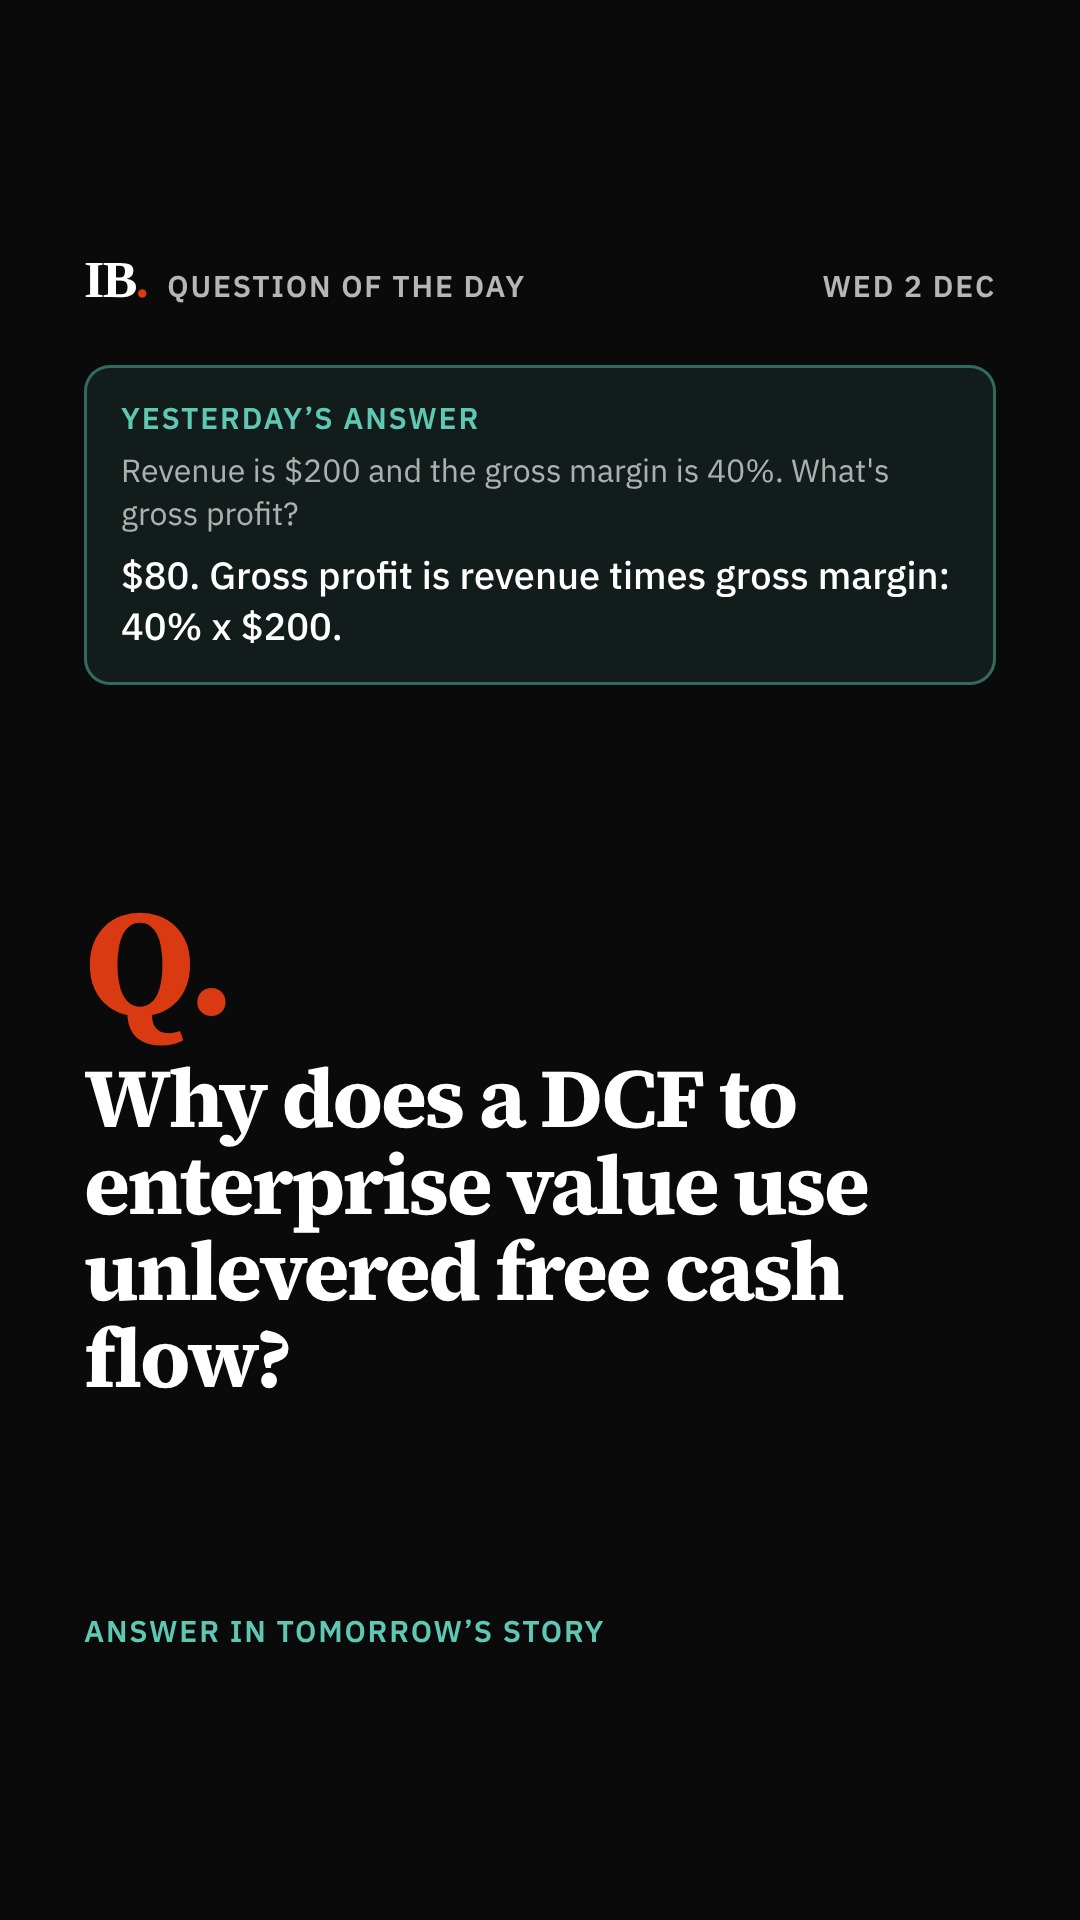 IB. QUESTION OF THE DAY
WED 2 DEC
YESTERDAY’S ANSWER
Revenue is $200 and the gross margin is 40%. What's
gross profit?
$80. Gross profit is revenue times gross margin:
40% x $200.
Q.
Why does a DCF to
enterprise value use
unlevered free cash
flow?
ANSWER IN TOMORROW’S STORY